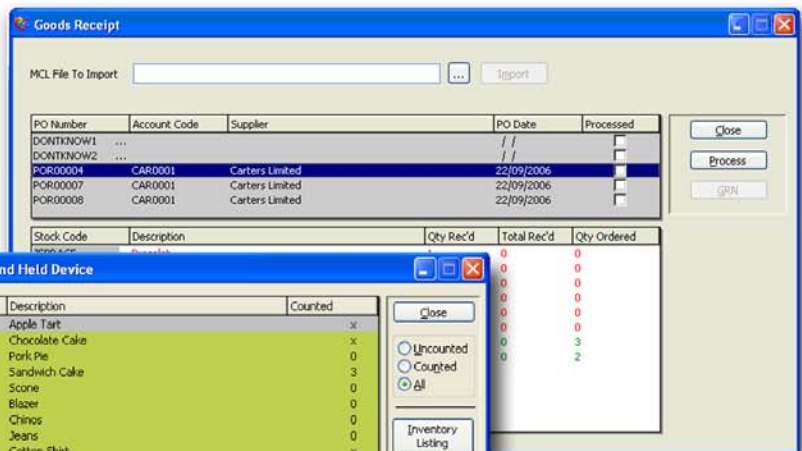 Goods Receipt
MCL File To Import ... Import
PO Number Account Code Supplier PO Date Processed
DONTKNOW1 ... / /
DONTKNOW2 ... / /
POR00004 CAR0001 Carters Limited 22/09/2006
POR00007 CAR0001 Carters Limited 22/09/2006
POR00008 CAR0001 Carters Limited 22/09/2006
Close
Process
GRN
Stock Code Description Qty Rec'd Total Rec'd Qty Ordered
0 0
0 0
0 0
0 0
0 0
0 0
0 3
0 2
nd Held Device
Description Counted
Apple Tart x
Chocolate Cake x
Pork Pie 0
Sandwich Cake 3
Scone 0
Blazer 0
Chinos 0
Jeans 0
Cotton Shirt
Close
Uncounted
Counted
All
Inventory
Listing